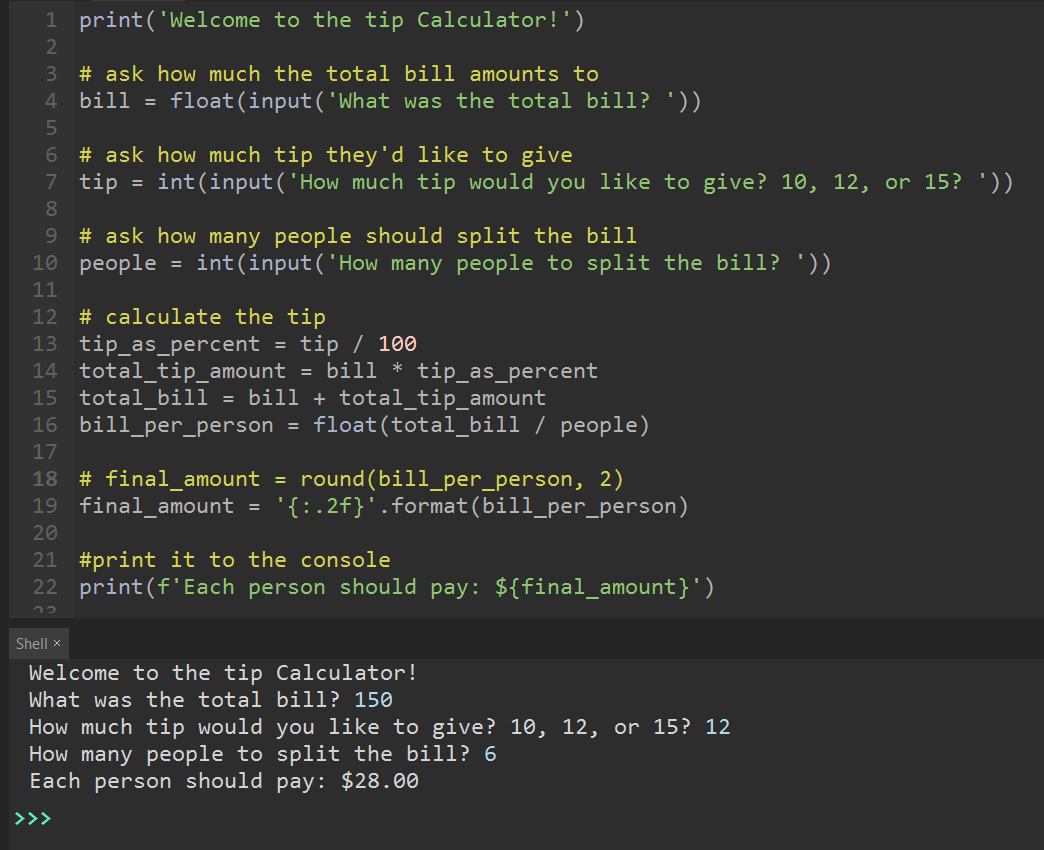 1 print('Welcome to the tip Calculator!')
2
3 # ask how much the total bill amounts to
4 bill = float(input('What was the total bill? '))
5
6 # ask how much tip they'd like to give
7 tip = int(input('How much tip would you like to give? 10, 12, or 15? '))
8
9 # ask how many people should split the bill
10 people = int(input('How many people to split the bill? '))
11
12 # calculate the tip
13 tip_as_percent = tip / 100
14 total_tip_amount = bill * tip_as_percent
15 total_bill = bill + total_tip_amount
16 bill_per_person = float(total_bill / people)
17
18 # final_amount = round(bill_per_person, 2)
19 final_amount = '{:.2f}'.format(bill_per_person)
20
21 #print it to the console
22 print(f'Each person should pay: ${final_amount}')
23
Shell ×
Welcome to the tip Calculator!
What was the total bill? 150
How much tip would you like to give? 10, 12, or 15? 12
How many people to split the bill? 6
Each person should pay: $28.00
>>>